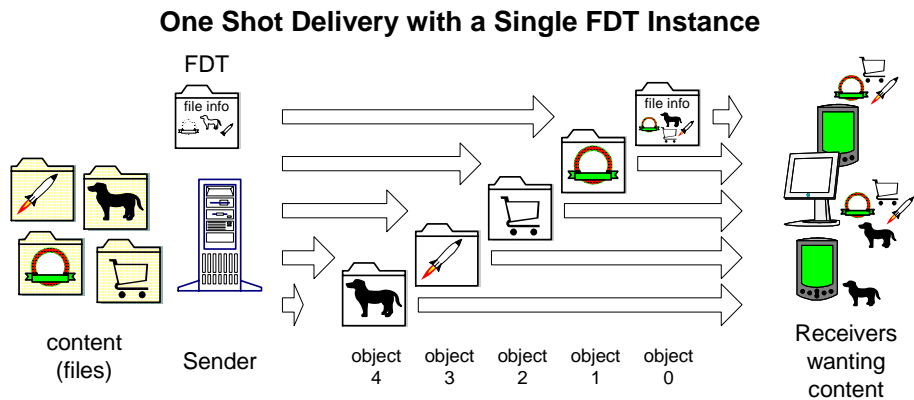 One Shot Delivery with a Single FDT Instance
FDT
file info
file info
content
(files)
Sender
object
4
object
3
object
2
object
1
object
0
Receivers
wanting
content